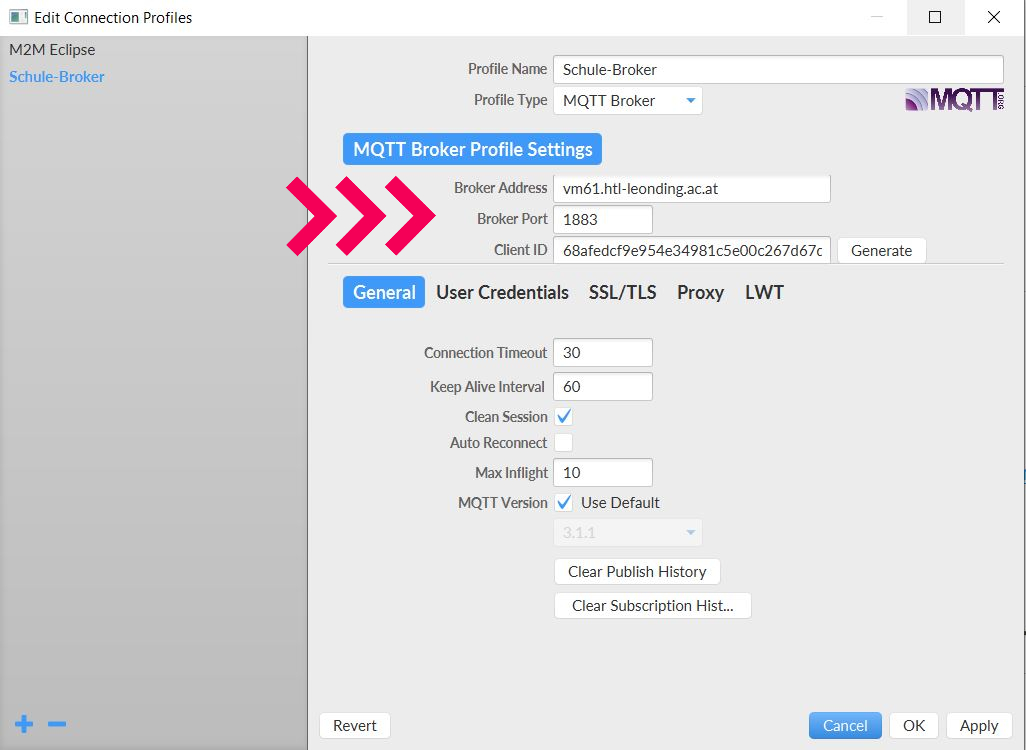 Edit Connection Profiles
M2M Eclipse
Schule-Broker
Profile Name Schule-Broker
Profile Type MQTT Broker
MQTT.ORG
MQTT Broker Profile Settings
Broker Address vm61.htl-leonding.ac.at
Broker Port 1883
Client ID 68afedcf9e954e34981c5e00c267d67c Generate
General User Credentials SSL/TLS Proxy LWT
Connection Timeout 30
Keep Alive Interval 60
Clean Session
Auto Reconnect
Max Inflight 10
MQTT Version Use Default
3.1.1
Clear Publish History
Clear Subscription Hist...
Revert Cancel OK Apply